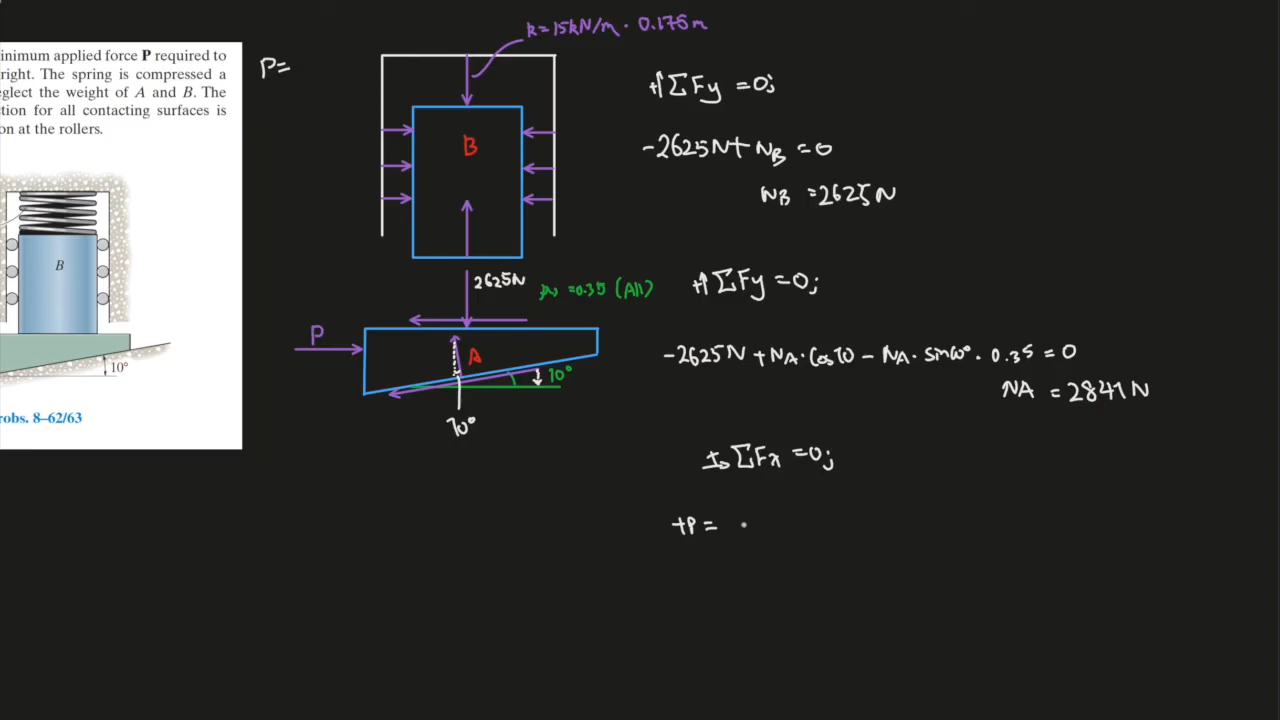 inimum applied force P required to
right. The spring is compressed a
eglect the weight of A and B. The
ction for all contacting surfaces is
on at the rollers.
B
10°
robs. 8–62/63
P=
k=15kN/m · 0.175m
B
2625N
μ =0.35 (All)
P
A
10°
10°
+↑ΣFy =0;
-2625N + NB =0
NB =2625N
+↑ΣFy =0;
-2625N + NA·cos10 - NA·sin10°·0.35 =0
NA =2841N
+→ΣFx =0;
+P= .